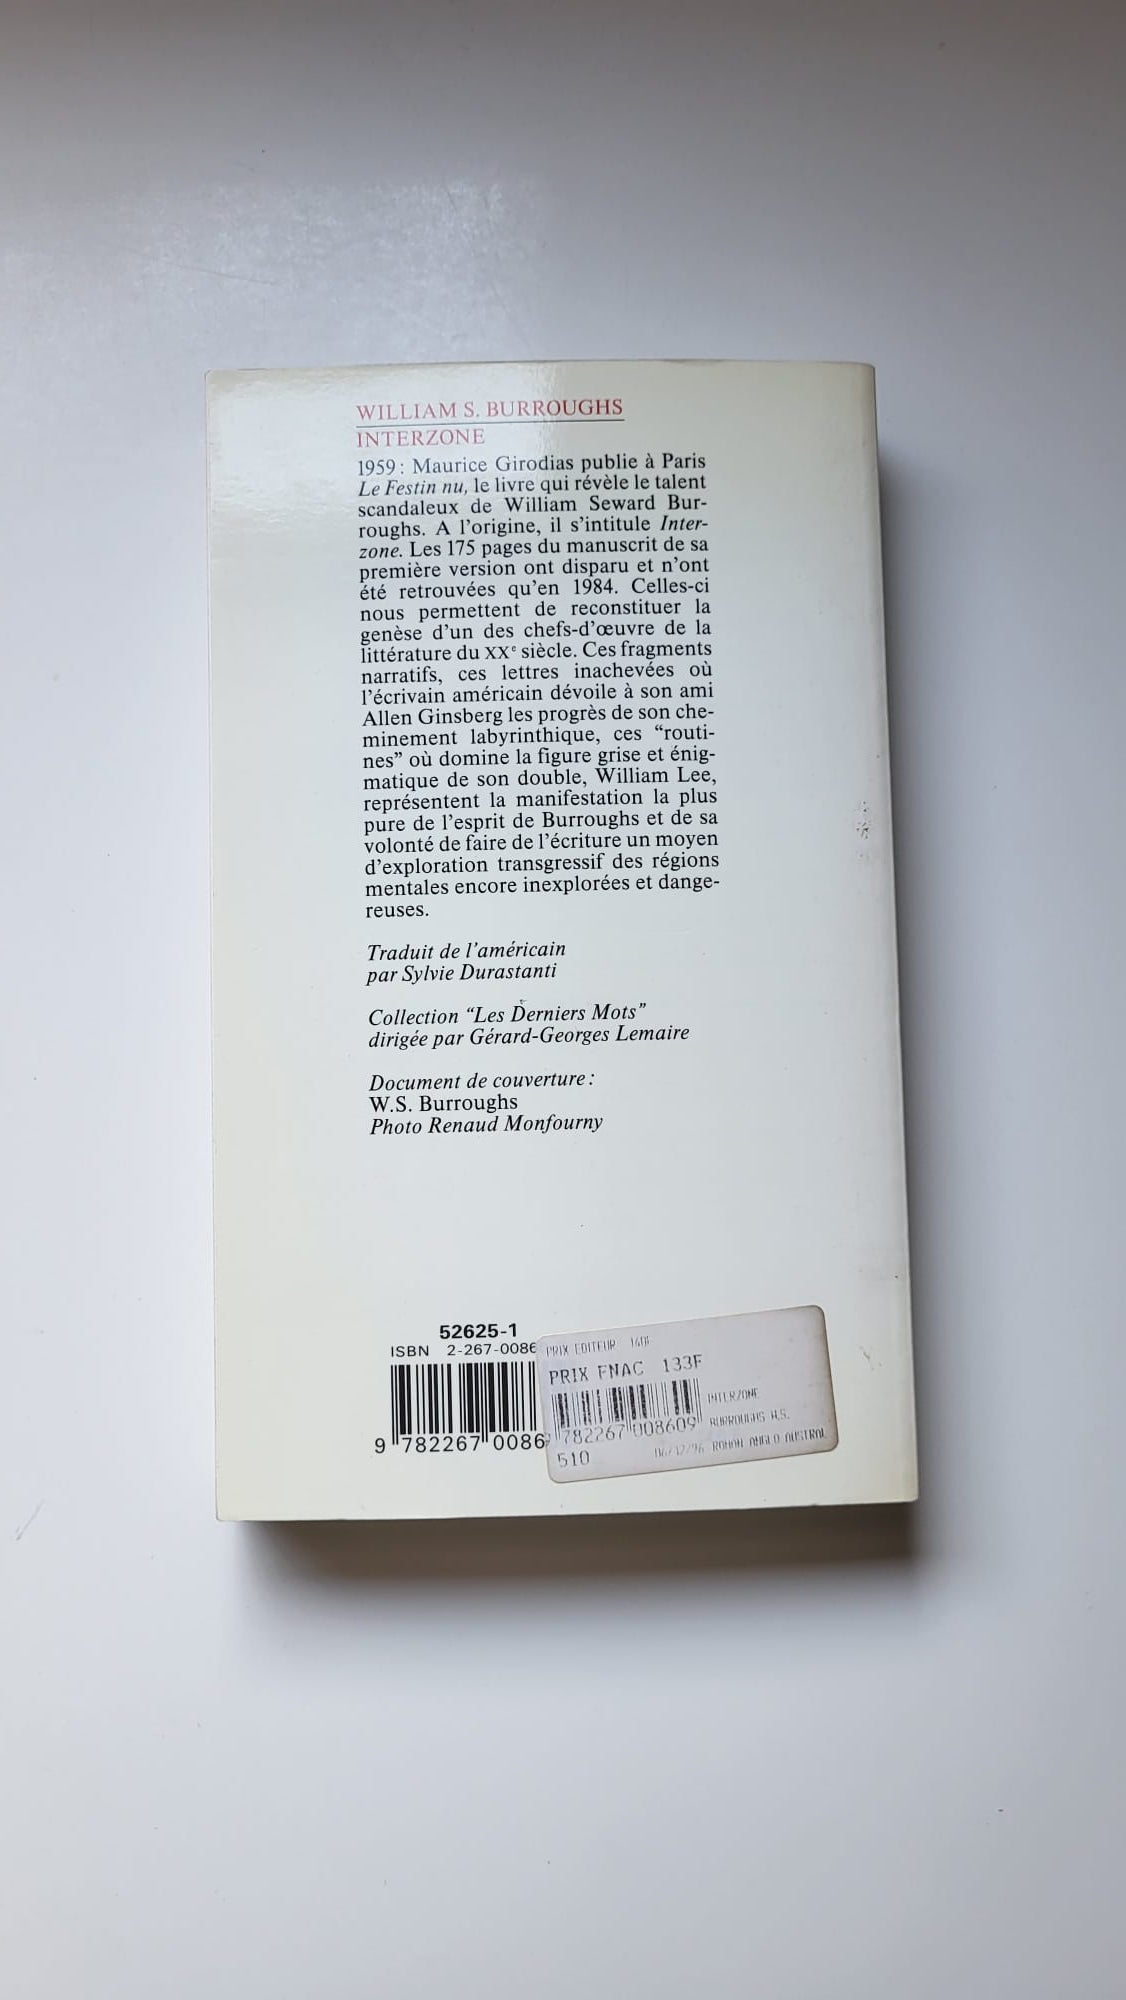 WILLIAM S. BURROUGHS
INTERZONE
1959 : Maurice Girodias publie à Paris
Le Festin nu, le livre qui révèle le talent
scandaleux de William Seward Bur-
roughs. A l'origine, il s'intitule Inter-
zone. Les 175 pages du manuscrit de sa
première version ont disparu et n'ont
été retrouvées qu'en 1984. Celles-ci
nous permettent de reconstituer la
genèse d'un des chefs-d'œuvre de la
littérature du XXe siècle. Ces fragments
narratifs, ces lettres inachevées où
l'écrivain américain dévoile à son ami
Allen Ginsberg les progrès de son che-
minement labyrinthique, ces “routi-
nes” où domine la figure grise et énig-
matique de son double, William Lee,
représentent la manifestation la plus
pure de l'esprit de Burroughs et de sa
volonté de faire de l'écriture un moyen
d'exploration transgressif des régions
mentales encore inexplorées et dange-
reuses.
Traduit de l'américain
par Sylvie Durastanti
Collection “Les Derniers Mots”
dirigée par Gérard-Georges Lemaire
Document de couverture :
W.S. Burroughs
Photo Renaud Monfourny
52625-1
ISBN 2-267-0086
9 782267 0086
PRIX EDITEUR
PRIX FNAC 133F
INTERZONE
782267 008609
BURROUGHS W.S.
510
06/12/96 ROMAN ANGLO AUSTRAL